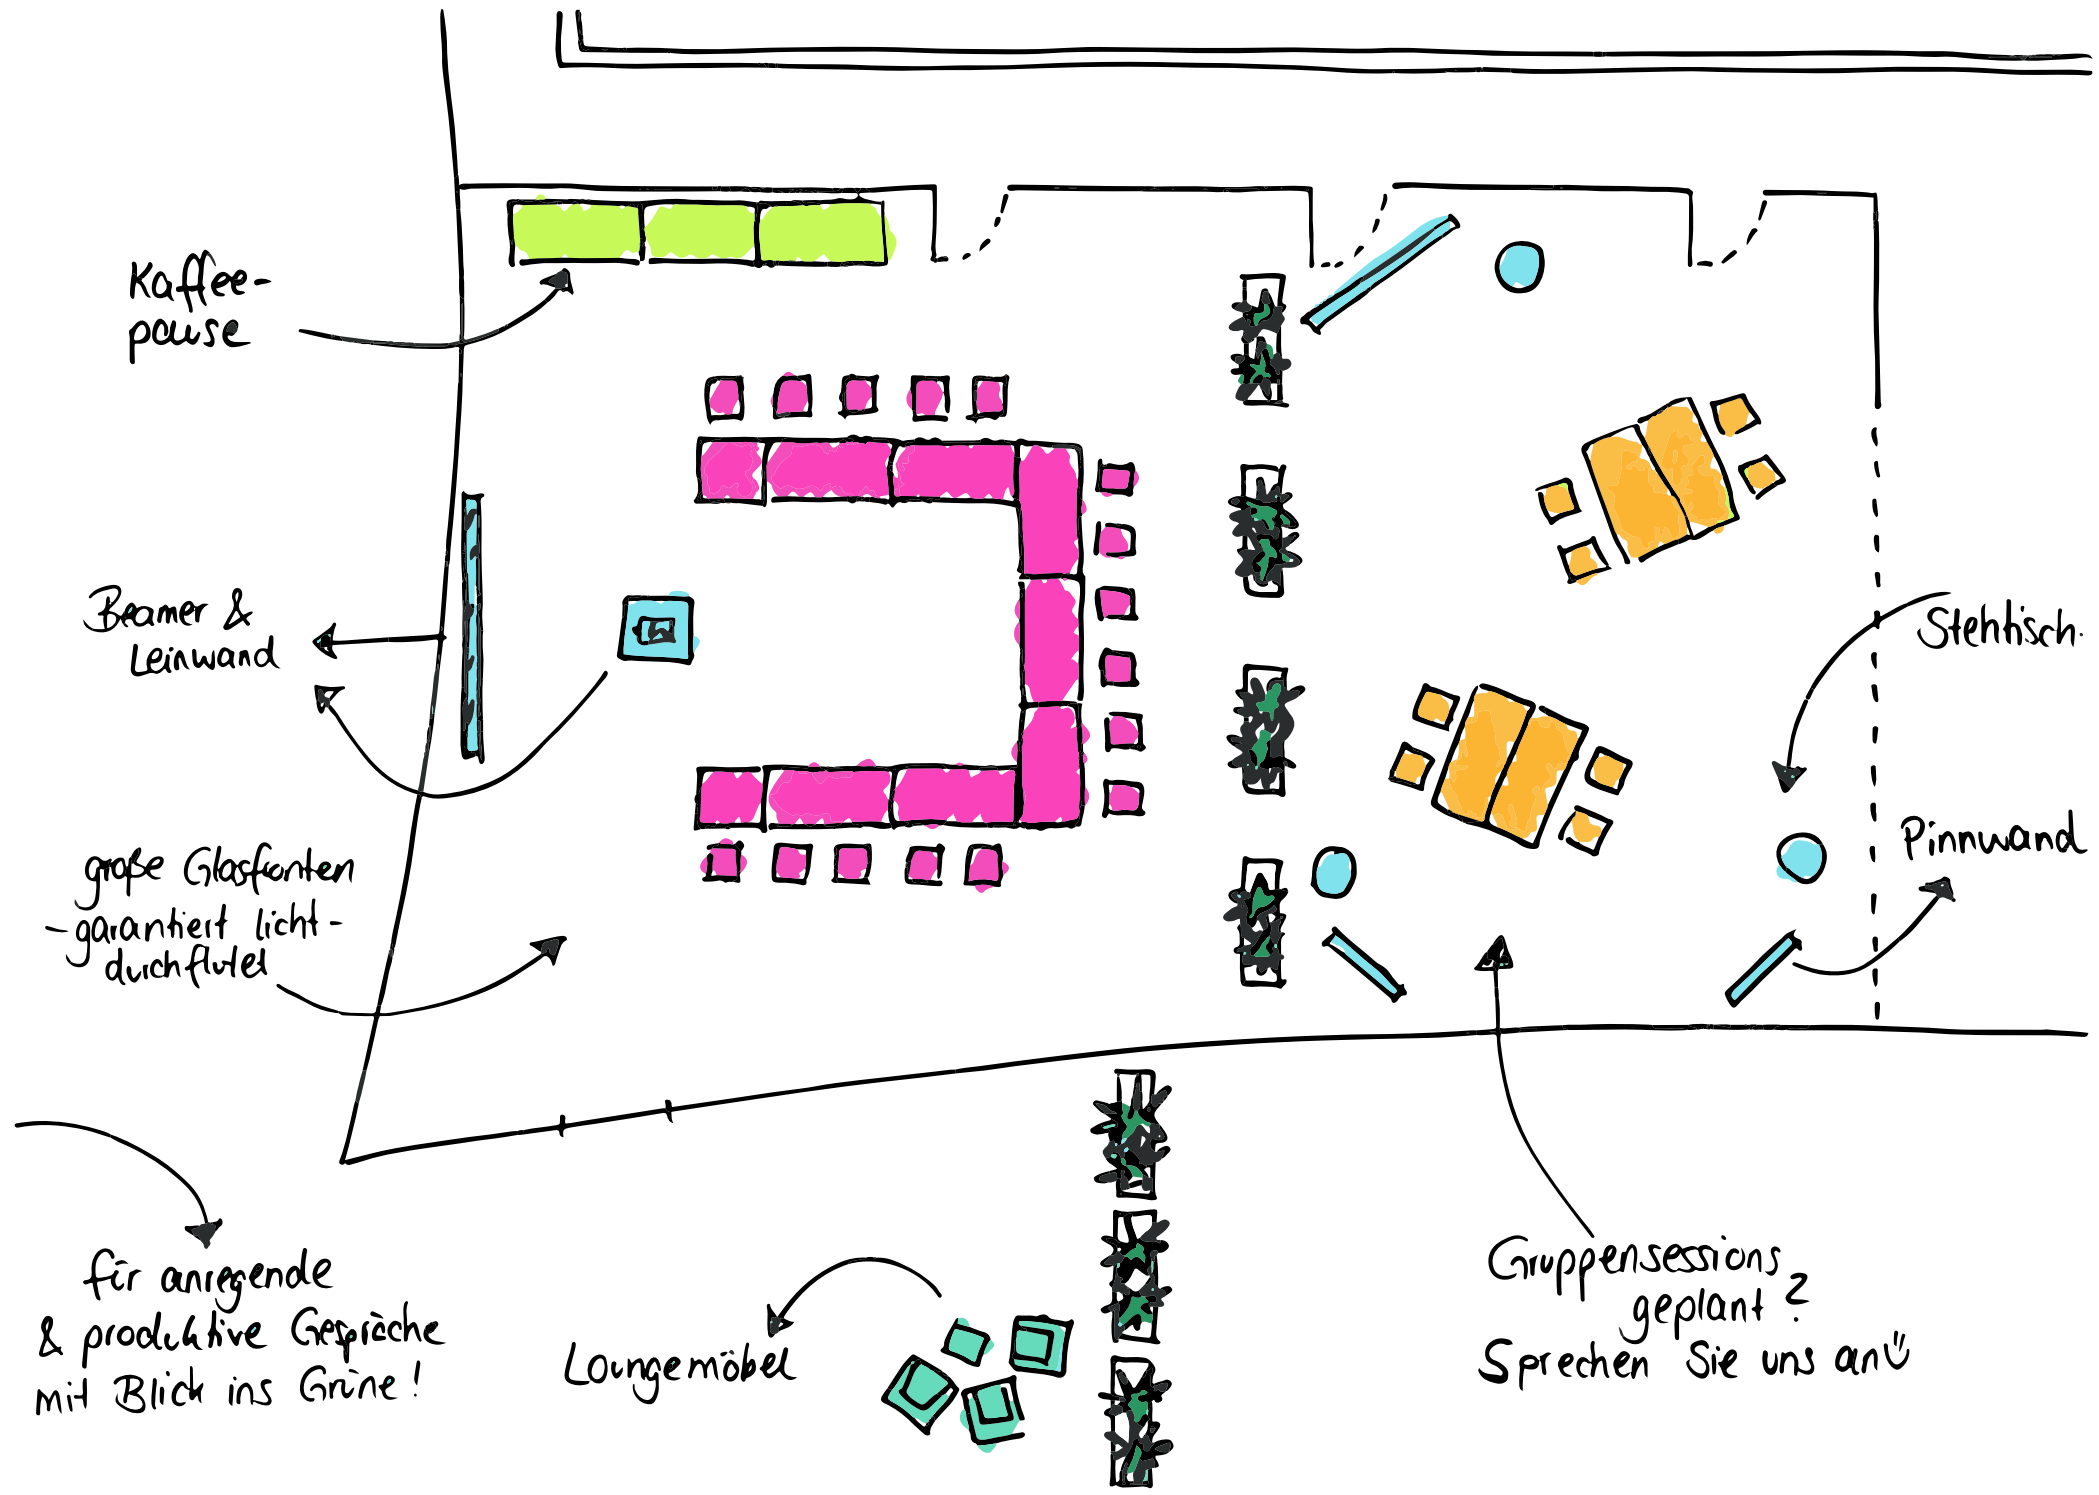 Kaffee-
pause
Beamer &
Leinwand
große Glasfronten
- garantiert licht-
durchflutet
für anregende
& produktive Gespräche
mit Blick ins Grüne!
Loungemöbel
Stehtisch
Pinnwand
Gruppensessions
geplant?
Sprechen Sie uns an